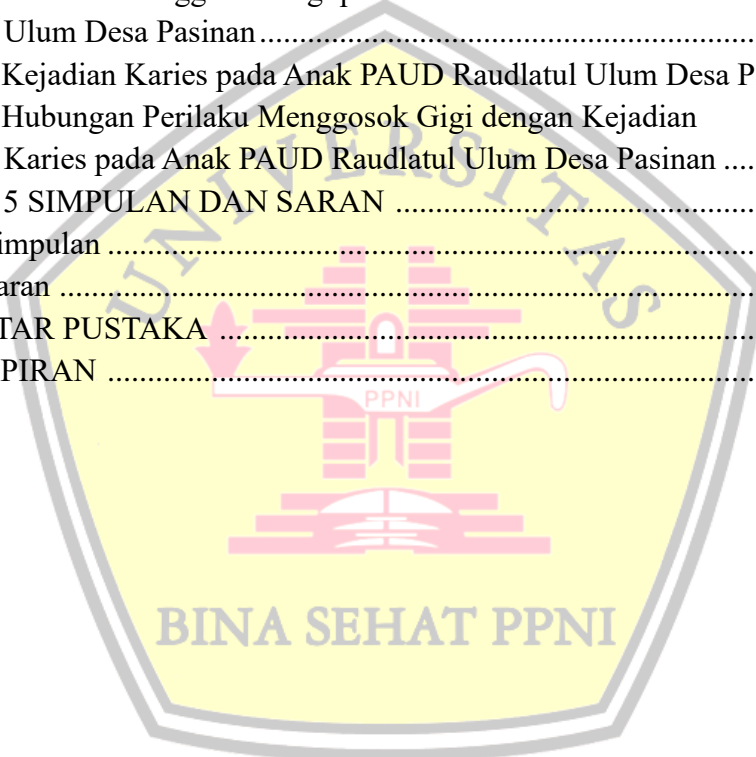 Ulum Desa Pasinan ........................................................................
Kejadian Karies pada Anak PAUD Raudlatul Ulum Desa P
Hubungan Perilaku Menggosok Gigi dengan Kejadian
Karies pada Anak PAUD Raudlatul Ulum Desa Pasinan ....
5 SIMPULAN DAN SARAN ....................................................
impulan .............................................................................................
aran ....................................................................................................
TAR PUSTAKA .............................................................................
PIRAN .............................................................................................
UNIVERSITAS
PPNI
BINA SEHAT PPNI